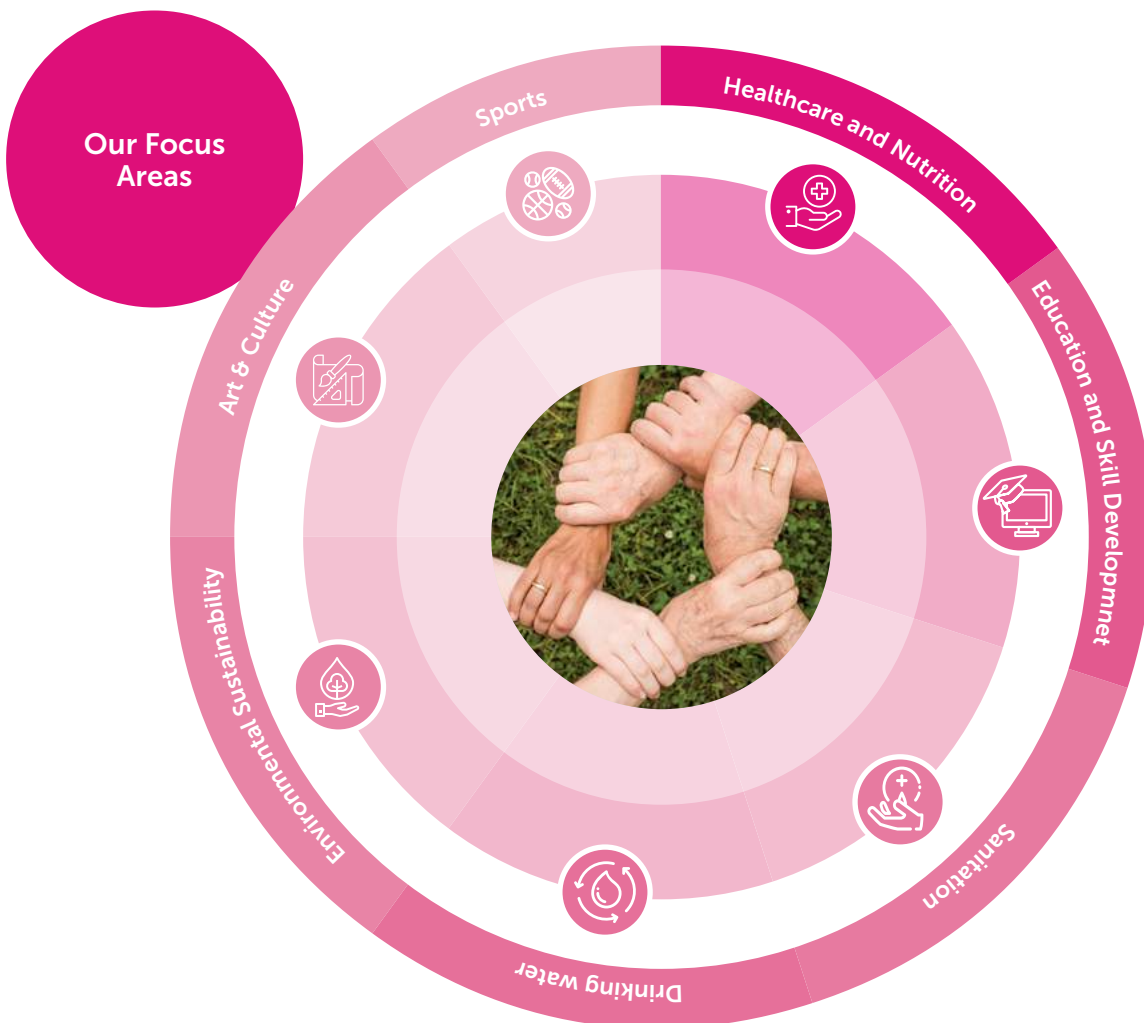 Our Focus
Areas
Healthcare and Nutrition
Education and Skill Developmnet
Sanitation
Drinking water
Environmental Sustainability
Art & Culture
Sports